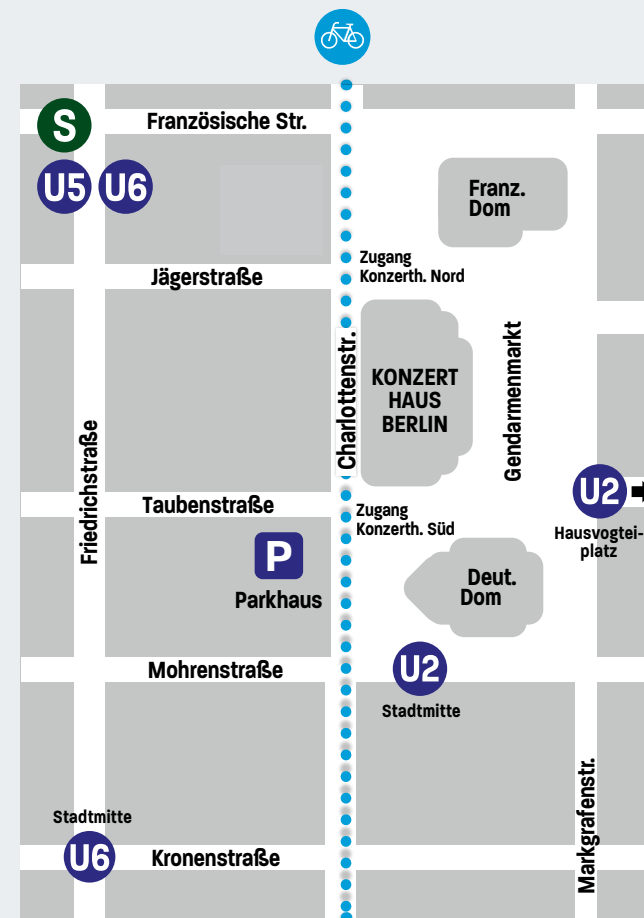 Französische Str.
S
U5 U6
Franz.
Dom
Zugang
Konzerth. Nord
Jägerstraße
Charlottenstr.
KONZERT
HAUS
BERLIN
Gendarmenmarkt
Friedrichstraße
Taubenstraße
U2
Hausvogtei-
platz
Zugang
Konzerth. Süd
P
Parkhaus
Deut.
Dom
Mohrenstraße
U2
Stadtmitte
Markgrafenstr.
Stadtmitte
U6
Kronenstraße